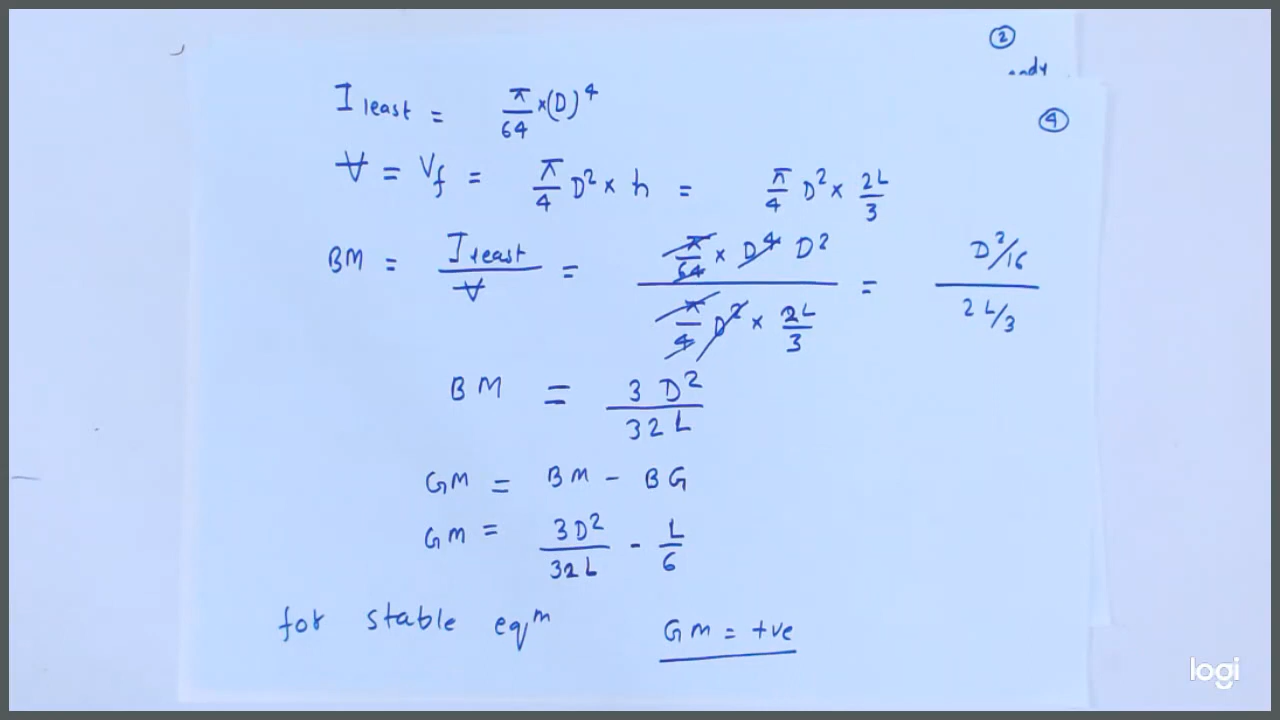 ②
④
I least = π/64 × (D)⁴
∀ = Vf = π/4 D² × h = π/4 D² × 2L/3
BM = I least/∀ = (π/64 × D⁴ D²)/(π/4 D² × 2L/3) = (D²/16)/(2L/3)
BM = 3D²/32L
GM = BM - BG
GM = 3D²/32L - L/6
for stable eqᵐ GM = +ve
logi